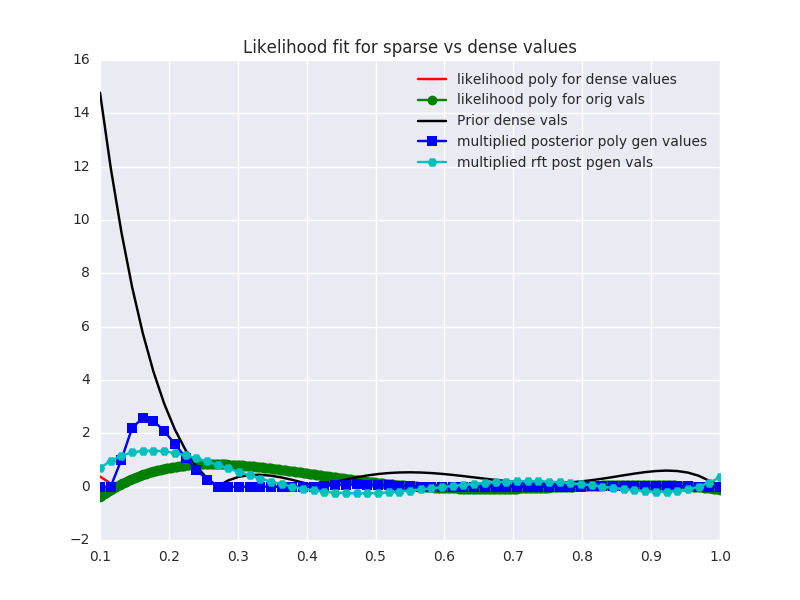 Likelihood fit for sparse vs dense values
16
14
12
10
8
6
4
2
0
−2
likelihood poly for dense values
likelihood poly for orig vals
Prior dense vals
multiplied posterior poly gen values
multiplied rft post pgen vals
0.1 0.2 0.3 0.4 0.5 0.6 0.7 0.8 0.9 1.0